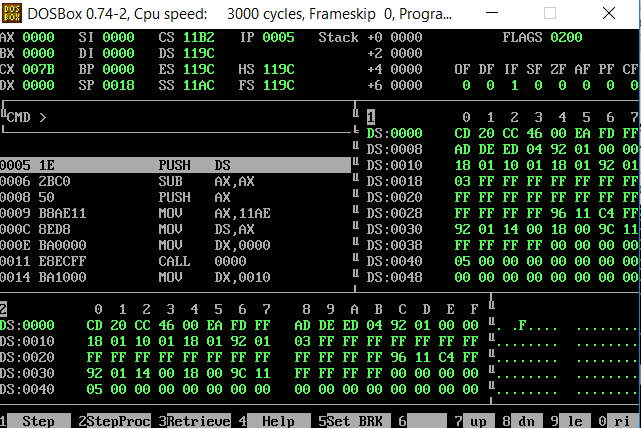 DOSBox 0.74-2, Cpu speed: 3000 cycles, Frameskip 0, Progra...
AX 0000 SI 0000 CS 11B2 IP 0005 Stack +0 0000 FLAGS 0200
BX 0000 DI 0000 DS 119C +2 0000
CX 007B BP 0000 ES 119C HS 119C +4 0000 OF DF IF SF ZF AF PF CF
DX 0000 SP 0018 SS 11AC FS 119C +6 0000 0 0 1 0 0 0 0 0
CMD >
1 0 1 2 3 4 5 6 7
DS:0000 CD 20 CC 46 00 EA FD FF
DS:0008 AD DE ED 04 92 01 00 00
DS:0010 18 01 10 01 18 01 92 01
DS:0018 03 FF FF FF FF FF FF FF
DS:0020 FF FF FF FF FF FF FF FF
DS:0028 FF FF FF FF 96 11 C4 FF
DS:0030 92 01 14 00 18 00 9C 11
DS:0038 FF FF FF FF 00 00 00 00
DS:0040 05 00 00 00 00 00 00 00
DS:0048 00 00 00 00 00 00 00 00
0005 1E PUSH DS
0006 2BC0 SUB AX,AX
0008 50 PUSH AX
0009 B8AE11 MOV AX,11AE
000C 8ED8 MOV DS,AX
000E BA0000 MOV DX,0000
0011 E8ECFF CALL 0000
0014 BA1000 MOV DX,0010
2 0 1 2 3 4 5 6 7 8 9 A B C D E F
DS:0000 CD 20 CC 46 00 EA FD FF AD DE ED 04 92 01 00 00 .F.... ........
DS:0010 18 01 10 01 18 01 92 01 03 FF FF FF FF FF FF FF ........ ........
DS:0020 FF FF FF FF FF FF FF FF FF FF FF FF 96 11 C4 FF ........ ........
DS:0030 92 01 14 00 18 00 9C 11 FF FF FF FF 00 00 00 00 ........ ........
DS:0040 05 00 00 00 00 00 00 00 00 00 00 00 00 00 00 00 ........ ........
1 Step 2StepProc 3Retrieve 4 Help 5Set BRK 6 7 up 8 dn 9 le 0 ri